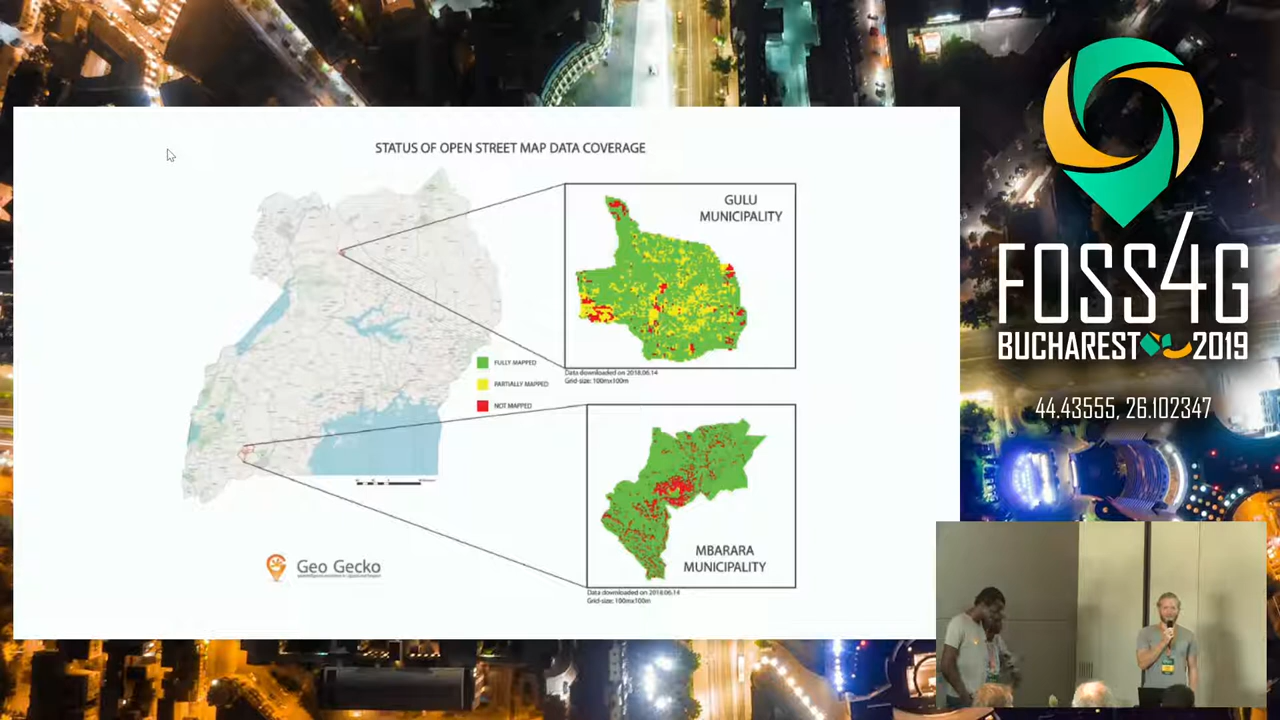 STATUS OF OPEN STREET MAP DATA COVERAGE
GULU
MUNICIPALITY
FULLY MAPPED
PARTIALLY MAPPED
NOT MAPPED
Data downloaded on 2018.06.14
Grid-size: 100mx100m
MBARARA
MUNICIPALITY
Data downloaded on 2018.06.14
Grid-size: 100mx100m
Geo Gecko
FOSS4G
BUCHAREST 2019
44.43555, 26.102347